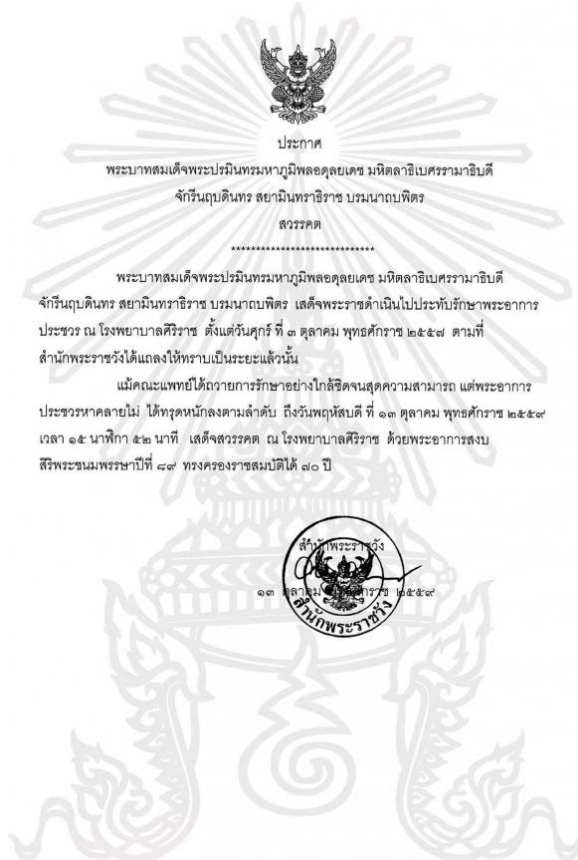 ประกาศ
พระบาทสมเด็จพระปรมินทรมหาภูมิพลอดุลยเดช มหิตลาธิเบศรรามาธิบดี
จักรีนฤบดินทร สยามินทราธิราช บรมนาถบพิตร
สวรรคต
****************************
พระบาทสมเด็จพระปรมินทรมหาภูมิพลอดุลยเดช มหิตลาธิเบศรรามาธิบดี
จักรีนฤบดินทร สยามินทราธิราช บรมนาถบพิตร เสด็จพระราชดำเนินไปประทับรักษาพระอาการ
ประชวร ณ โรงพยาบาลศิริราช ตั้งแต่วันศุกร์ ที่ ๓ ตุลาคม พุทธศักราช ๒๕๕๗ ตามที่
สำนักพระราชวังได้แถลงให้ทราบเป็นระยะแล้วนั้น
แม้คณะแพทย์ได้ถวายการรักษาอย่างใกล้ชิดจนสุดความสามารถ แต่พระอาการ
ประชวรหาคลายไม่ ได้ทรุดหนักลงตามลำดับ ถึงวันพฤหัสบดี ที่ ๑๓ ตุลาคม พุทธศักราช ๒๕๕๙
เวลา ๑๕ นาฬิกา ๕๒ นาที เสด็จสวรรคต ณ โรงพยาบาลศิริราช ด้วยพระอาการสงบ
สิริพระชนมพรรษาปีที่ ๘๙ ทรงครองราชสมบัติได้ ๗๐ ปี
สำนักพระราชวัง
๑๓ ตุลาคม ๒๕๕๙
สำนักพระราชวัง